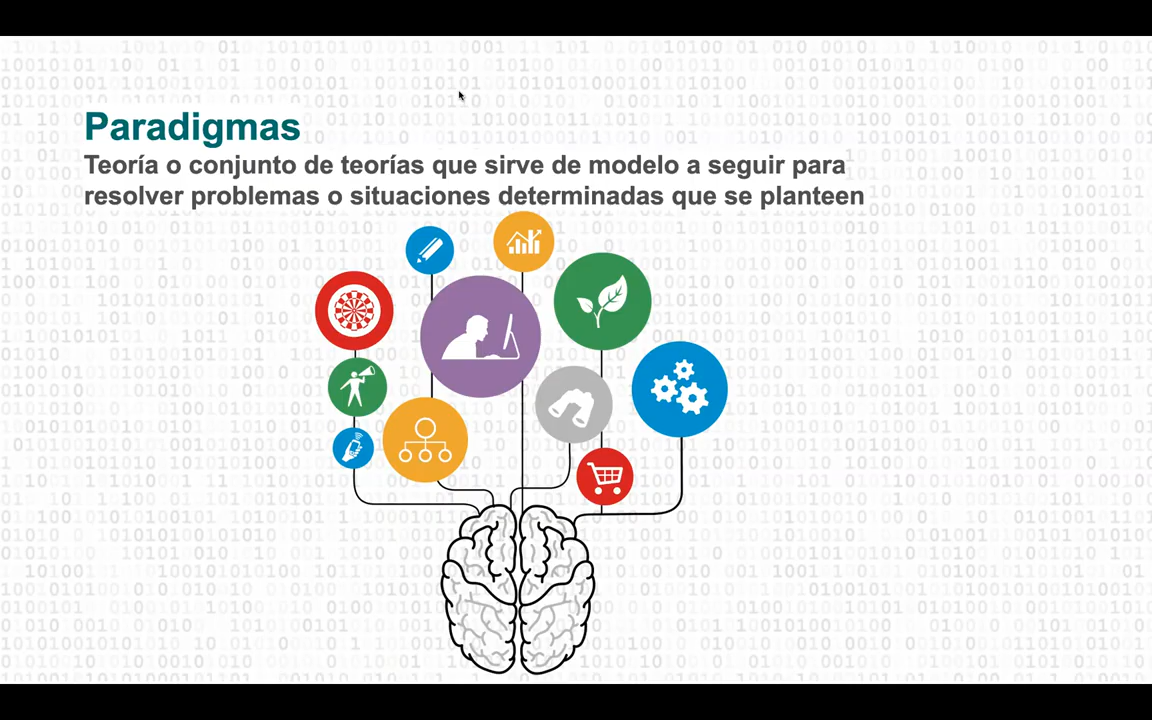 Paradigmas
Teoría o conjunto de teorías que sirve de modelo a seguir para
resolver problemas o situaciones determinadas que se planteen